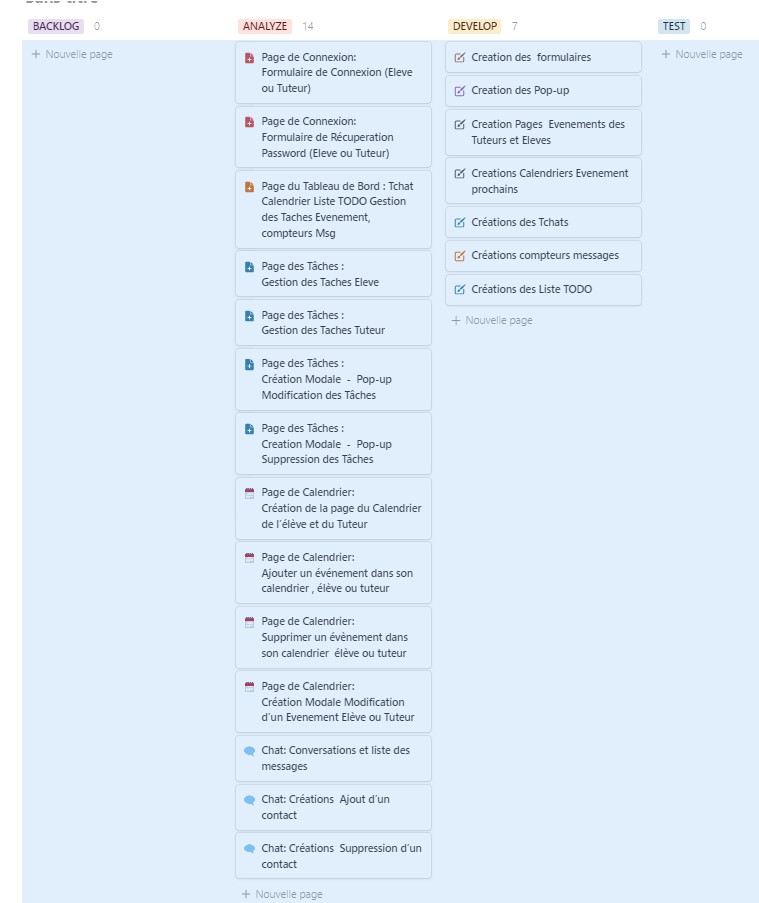 BACKLOG 0
+ Nouvelle page
ANALYZE 14
Page de Connexion:
Formulaire de Connexion (Eleve
ou Tuteur)
Page de Connexion:
Formulaire de Récuperation
Password (Eleve ou Tuteur)
Page du Tableau de Bord : Tchat
Calendrier Liste TODO Gestion
des Taches Evenement,
compteurs Msg
Page des Tâches :
Gestion des Taches Eleve
Page des Tâches :
Gestion des Taches Tuteur
Page des Tâches :
Création Modale - Pop-up
Modification des Tâches
Page des Tâches :
Creation Modale - Pop-up
Suppression des Tâches
Page de Calendrier:
Création de la page du Calendrier
de l'élève et du Tuteur
Page de Calendrier:
Ajouter un événement dans son
calendrier , élève ou tuteur
Page de Calendrier:
Supprimer un évènement dans
son calendrier élève ou tuteur
Page de Calendrier:
Création Modale Modification
d'un Evenement Elève ou Tuteur
Chat: Conversations et liste des
messages
Chat: Créations Ajout d'un
contact
Chat: Créations Suppression d'un
contact
+ Nouvelle page
DEVELOP 7
Creation des formulaires
Creation des Pop-up
Creation Pages Evenements des
Tuteurs et Eleves
Creations Calendriers Evenement
prochains
Créations des Tchats
Créations compteurs messages
Créations des Liste TODO
+ Nouvelle page
TEST 0
+ Nouvelle page